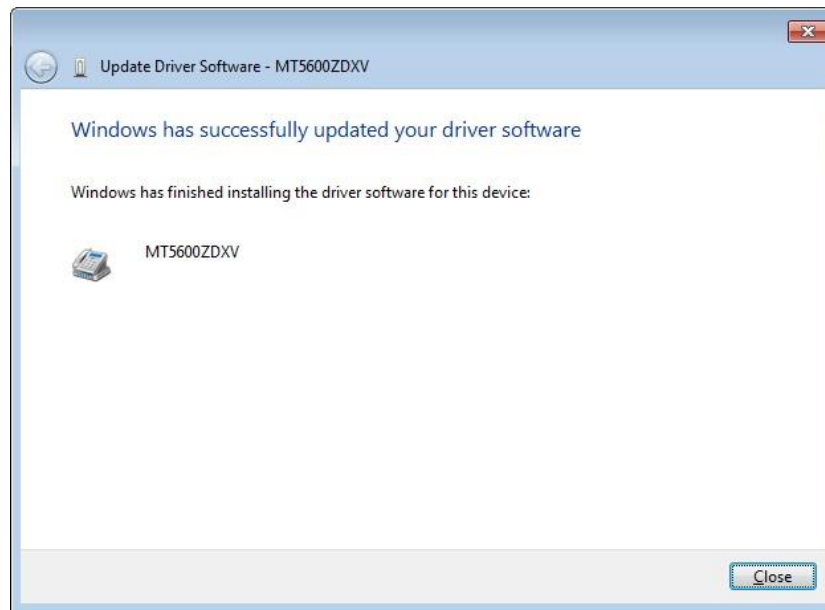 Update Driver Software - MT5600ZDXV
Windows has successfully updated your driver software
Windows has finished installing the driver software for this device:
MT5600ZDXV
Close